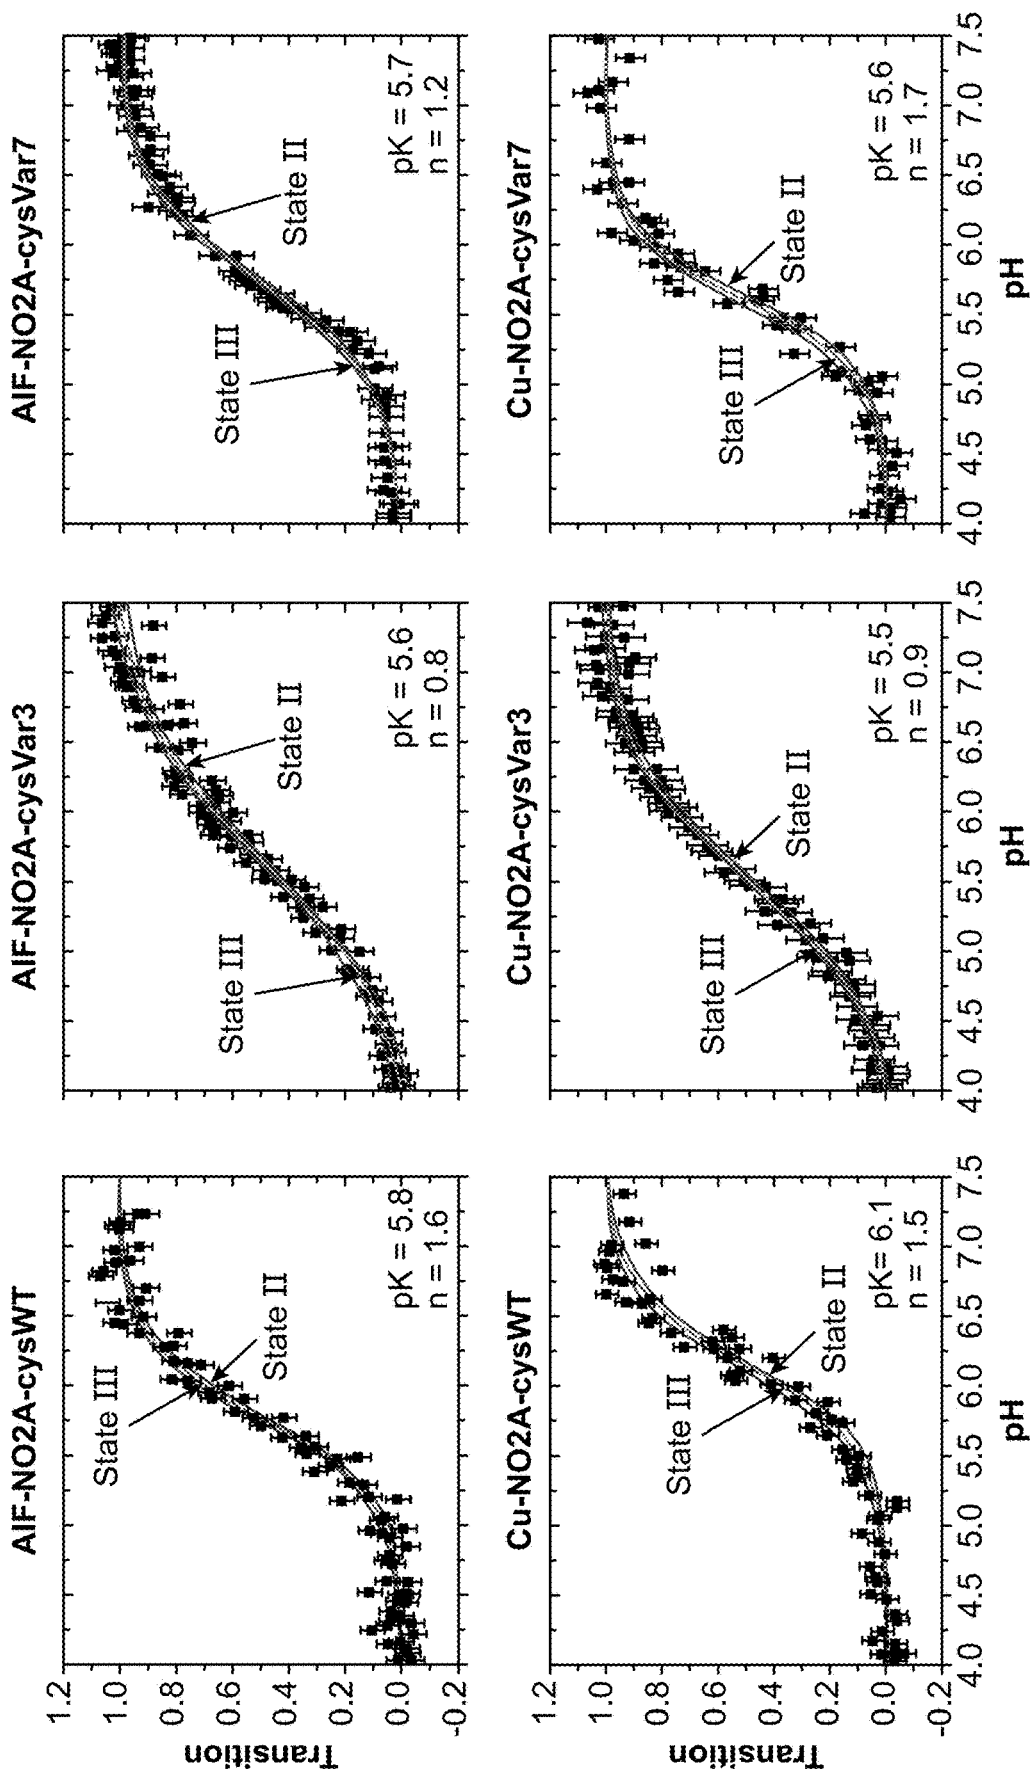 AlF-NO2A-cysWT
AlF-NO2A-cysVar3
AlF-NO2A-cysVar7
Transition
1.2
1.0
0.8
0.6
0.4
0.2
0.0
-0.2
State III
State II
pK = 5.8
n = 1.6
State III
State II
pK = 5.6
n = 0.8
State III
State II
pK = 5.7
n = 1.2
Cu-NO2A-cysWT
Cu-NO2A-cysVar3
Cu-NO2A-cysVar7
Transition
1.2
1.0
0.8
0.6
0.4
0.2
0.0
-0.2
State III
State II
pK= 6.1
n = 1.5
State III
State II
pK = 5.5
n = 0.9
State III
State II
pK = 5.6
n = 1.7
4.0 4.5 5.0 5.5 6.0 6.5 7.0 7.5
4.0 4.5 5.0 5.5 6.0 6.5 7.0 7.5
4.0 4.5 5.0 5.5 6.0 6.5 7.0 7.5
pH
pH
pH